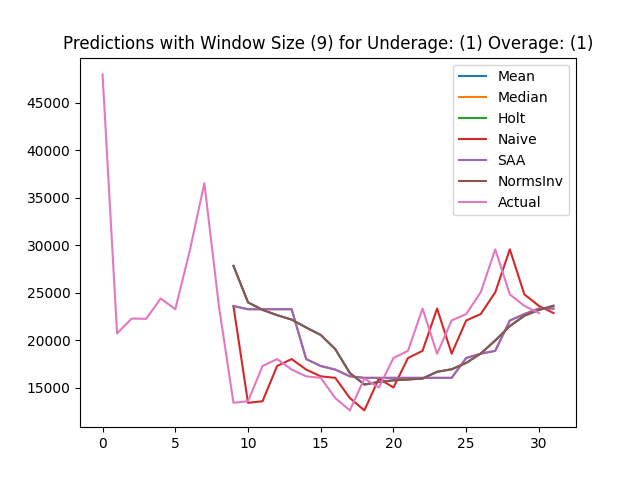 Predictions with Window Size (9) for Underage: (1) Overage: (1)
Mean
Median
Holt
Naive
SAA
NormsInv
Actual
45000
40000
35000
30000
25000
20000
15000
0 5 10 15 20 25 30